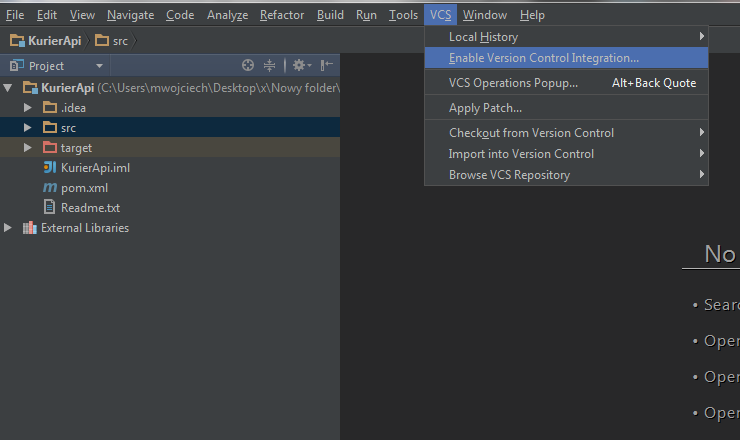 File Edit View Navigate Code Analyze Refactor Build Run Tools VCS Window Help
KurierApi src
Project
KurierApi (C:\Users\mwojciech\Desktop\x\Nowy folder\
.idea
src
target
KurierApi.iml
pom.xml
Readme.txt
External Libraries
Local History
Enable Version Control Integration...
VCS Operations Popup... Alt+Back Quote
Apply Patch...
Checkout from Version Control
Import into Version Control
Browse VCS Repository
No
• Sear
• Oper
• Oper
• Oper